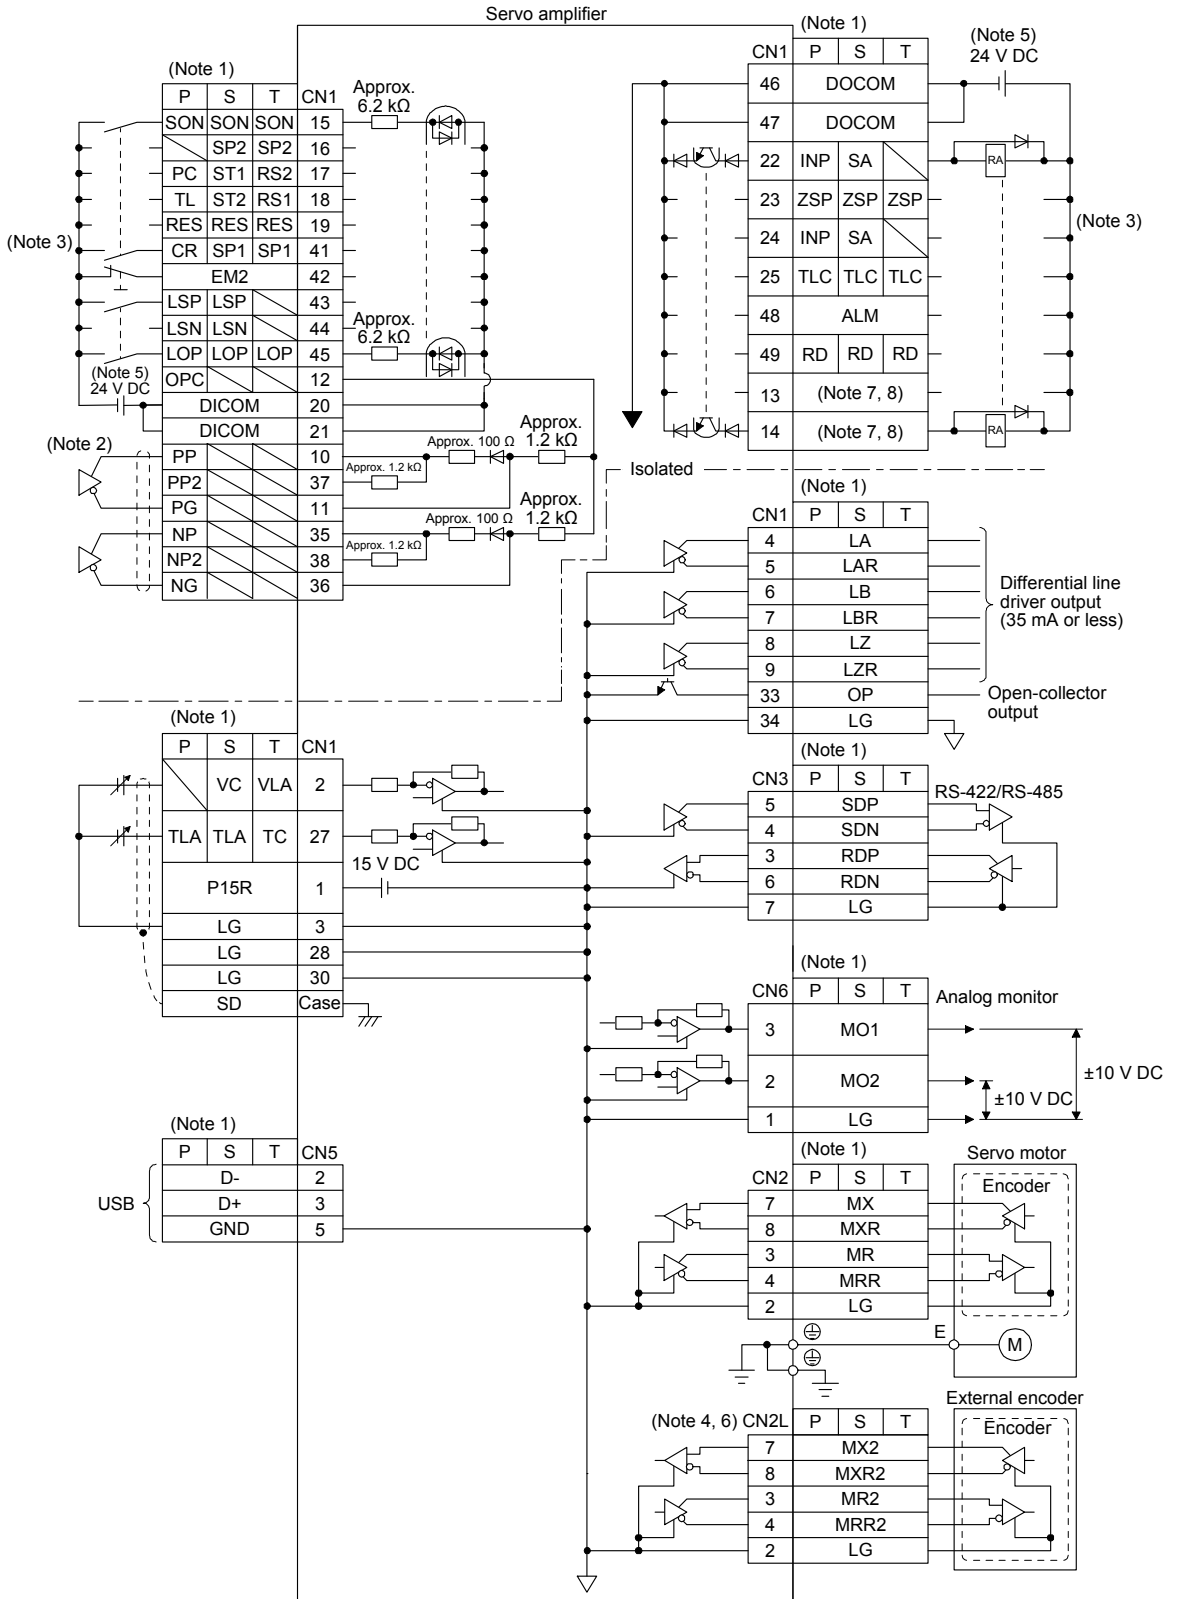 Servo amplifier
(Note 1)
P S T CN1
Approx.
6.2 kΩ
SON SON SON 15
SP2 SP2 16
PC ST1 RS2 17
TL ST2 RS1 18
RES RES RES 19
(Note 3)
CR SP1 SP1 41
EM2 42
LSP LSP 43
LSN LSN 44
Approx.
6.2 kΩ
LOP LOP LOP 45
(Note 5)
24 V DC
OPC 12
DICOM 20
DICOM 21
(Note 2)
Approx. 100 Ω
Approx.
1.2 kΩ
PP 10
Approx. 1.2 kΩ
PP2 37
PG 11
Approx. 100 Ω
Approx.
1.2 kΩ
NP 35
Approx. 1.2 kΩ
NP2 38
NG 36
Isolated
(Note 1)
CN1 P S T
(Note 5)
24 V DC
46 DOCOM
47 DOCOM
22 INP SA
RA
23 ZSP ZSP ZSP
(Note 3)
24 INP SA
25 TLC TLC TLC
48 ALM
49 RD RD RD
13 (Note 7, 8)
14 (Note 7, 8)
RA
(Note 1)
CN1 P S T
4 LA
5 LAR
6 LB
7 LBR
8 LZ
9 LZR
Differential line
driver output
(35 mA or less)
33 OP
Open-collector
output
34 LG
(Note 1)
P S T CN1
VC VLA 2
TLA TLA TC 27
15 V DC
P15R 1
LG 3
LG 28
LG 30
SD Case
(Note 1)
CN3 P S T
RS-422/RS-485
5 SDP
4 SDN
3 RDP
6 RDN
7 LG
(Note 1)
CN6 P S T
Analog monitor
3 MO1
±10 V DC
2 MO2
±10 V DC
1 LG
(Note 1)
P S T CN5
USB
D- 2
D+ 3
GND 5
(Note 1)
CN2 P S T
Servo motor
Encoder
7 MX
8 MXR
3 MR
4 MRR
2 LG
E
M
External encoder
(Note 4, 6) CN2L P S T
Encoder
7 MX2
8 MXR2
3 MR2
4 MRR2
2 LG